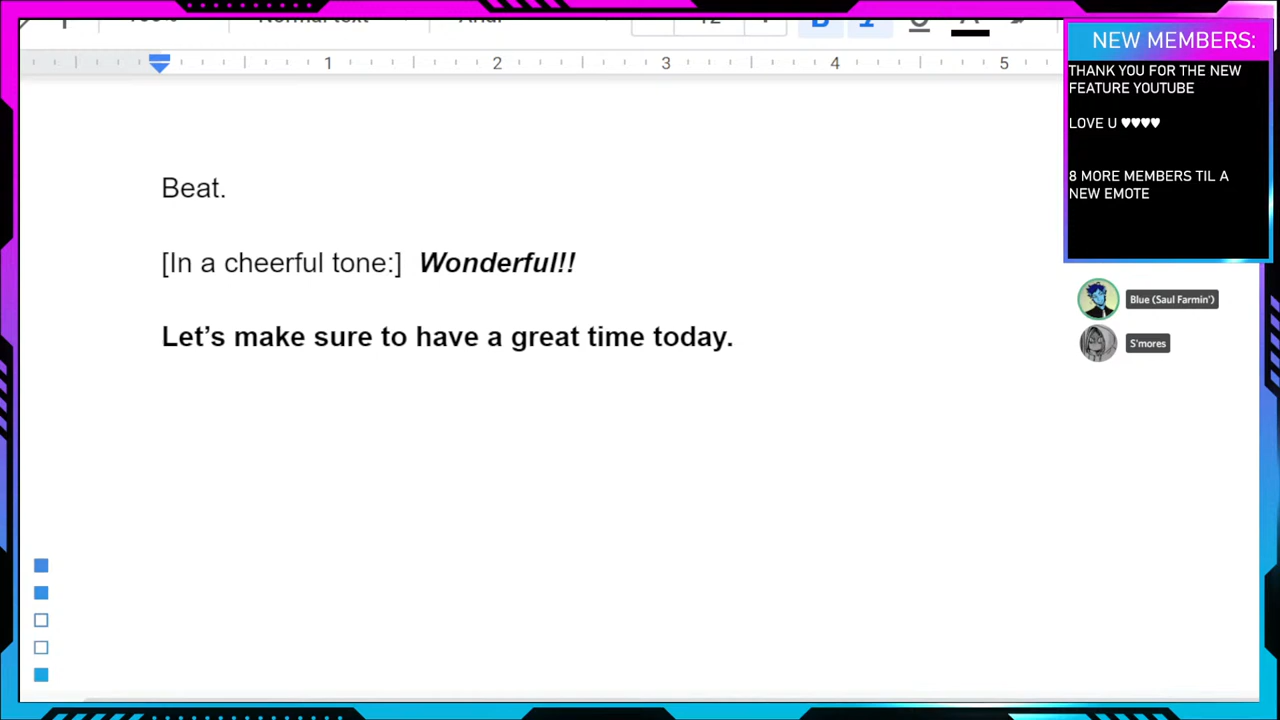 Beat.
[In a cheerful tone:] Wonderful!!
Let’s make sure to have a great time today.
1 2 3 4 5
NEW MEMBERS:
THANK YOU FOR THE NEW
FEATURE YOUTUBE
LOVE U ♥♥♥♥
8 MORE MEMBERS TIL A
NEW EMOTE
Blue (Saul Farmin’)
S’mores